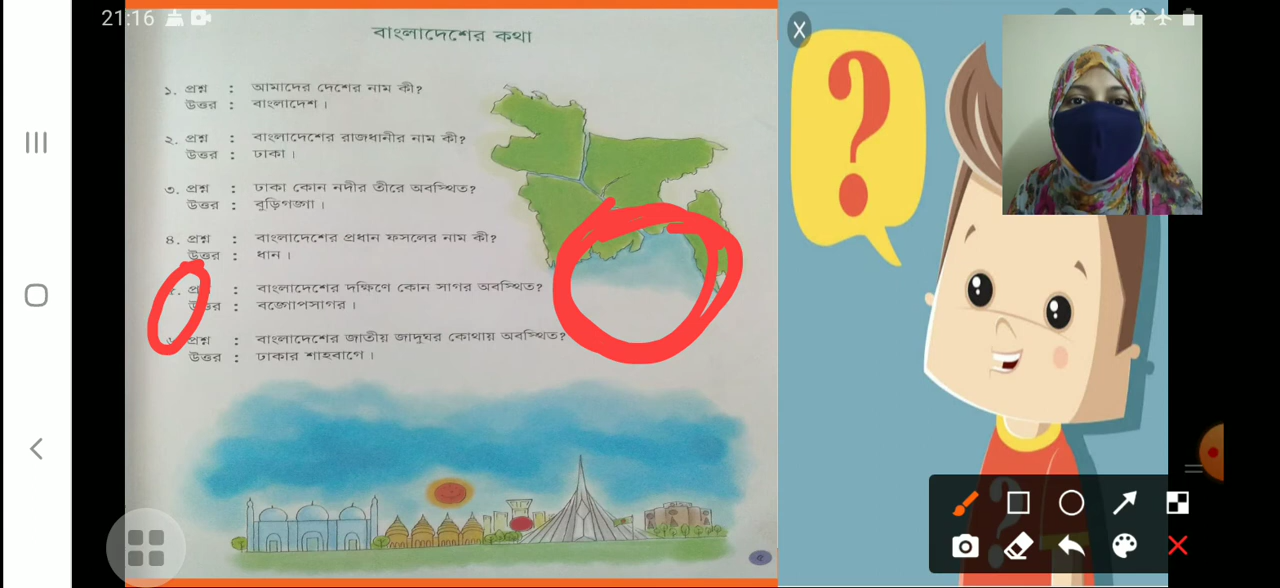 21:16
বাংলাদেশের কথা
১. প্রশ্ন : আমাদের দেশের নাম কী?
উত্তর : বাংলাদেশ।
২. প্রশ্ন : বাংলাদেশের রাজধানীর নাম কী?
উত্তর : ঢাকা।
৩. প্রশ্ন : ঢাকা কোন নদীর তীরে অবস্থিত?
উত্তর : বুড়িগঙ্গা।
৪. প্রশ্ন : বাংলাদেশের প্রধান ফসলের নাম কী?
উত্তর : ধান।
: বাংলাদেশের দক্ষিণে কোন সাগর অবস্থিত?
উত্তর : বঙ্গোপসাগর।
৬. প্রশ্ন : বাংলাদেশের জাতীয় জাদুঘর কোথায় অবস্থিত?
উত্তর : ঢাকার শাহবাগে।
৫
?
X